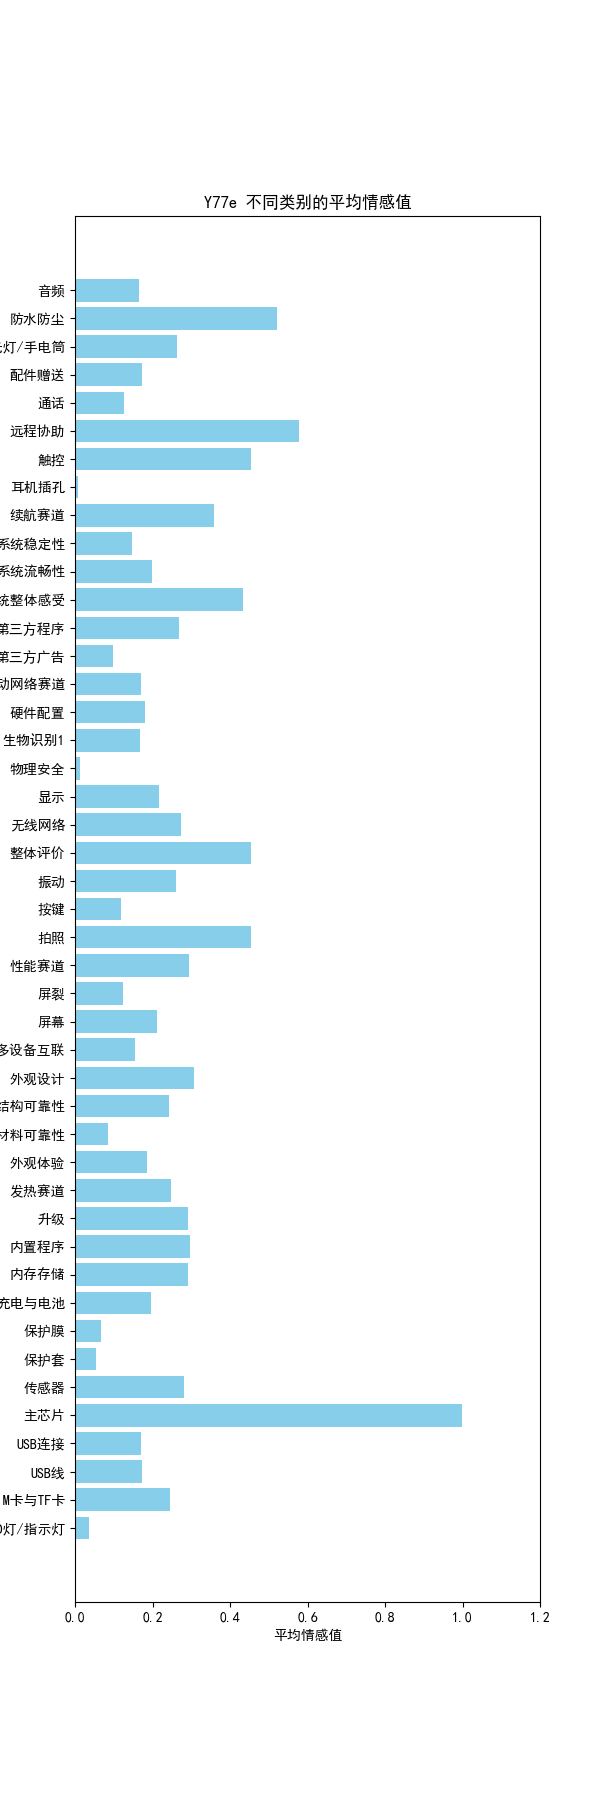 Y77e 不同类别的平均情感值
音频
防水防尘
灯/手电筒
配件赠送
通话
远程协助
触控
耳机插孔
续航赛道
系统稳定性
系统流畅性
统整体感受
第三方程序
第三方广告
动网络赛道
硬件配置
生物识别1
物理安全
显示
无线网络
整体评价
振动
按键
拍照
性能赛道
屏裂
屏幕
多设备互联
外观设计
结构可靠性
材料可靠性
外观体验
发热赛道
升级
内置程序
内存存储
充电与电池
保护膜
保护套
传感器
主芯片
USB连接
USB线
M卡与TF卡
灯/指示灯
0.0 0.2 0.4 0.6 0.8 1.0 1.2
平均情感值